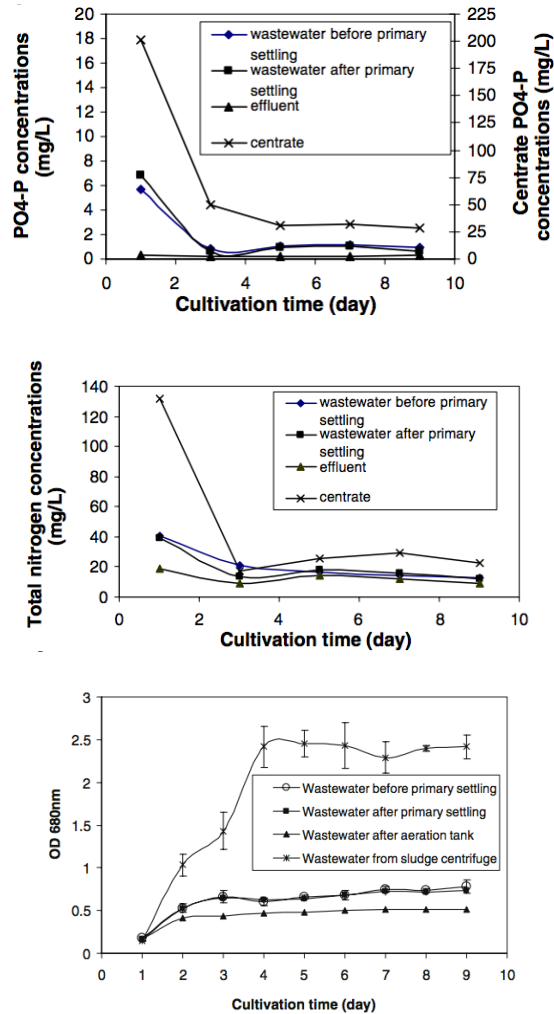 PO4-P concentrations
(mg/L)
20
18
16
14
12
10
8
6
4
2
0
wastewater before primary
settling
wastewater after primary
settling
effluent
centrate
225
200
175
150
125
100
75
50
25
0
Centrate PO4-P
Concentrations (mg/L)
0
2
4
6
8
10
Cultivation time (day)
Total nitrogen concentrations
(mg/L)
140
120
100
80
60
40
20
0
wastewater before primary
settling
wastewater after primary
settling
effluent
centrate
0
2
4
6
8
10
Cultivation time (day)
OD 680nm
3
2.5
2
1.5
1
0.5
0
Wastewater before primary settling
Wastewater after primary settling
Wastewater after aeration tank
Wastewater from sludge centrifuge
0
1
2
3
4
5
6
7
8
9
10
Cultivation time (day)